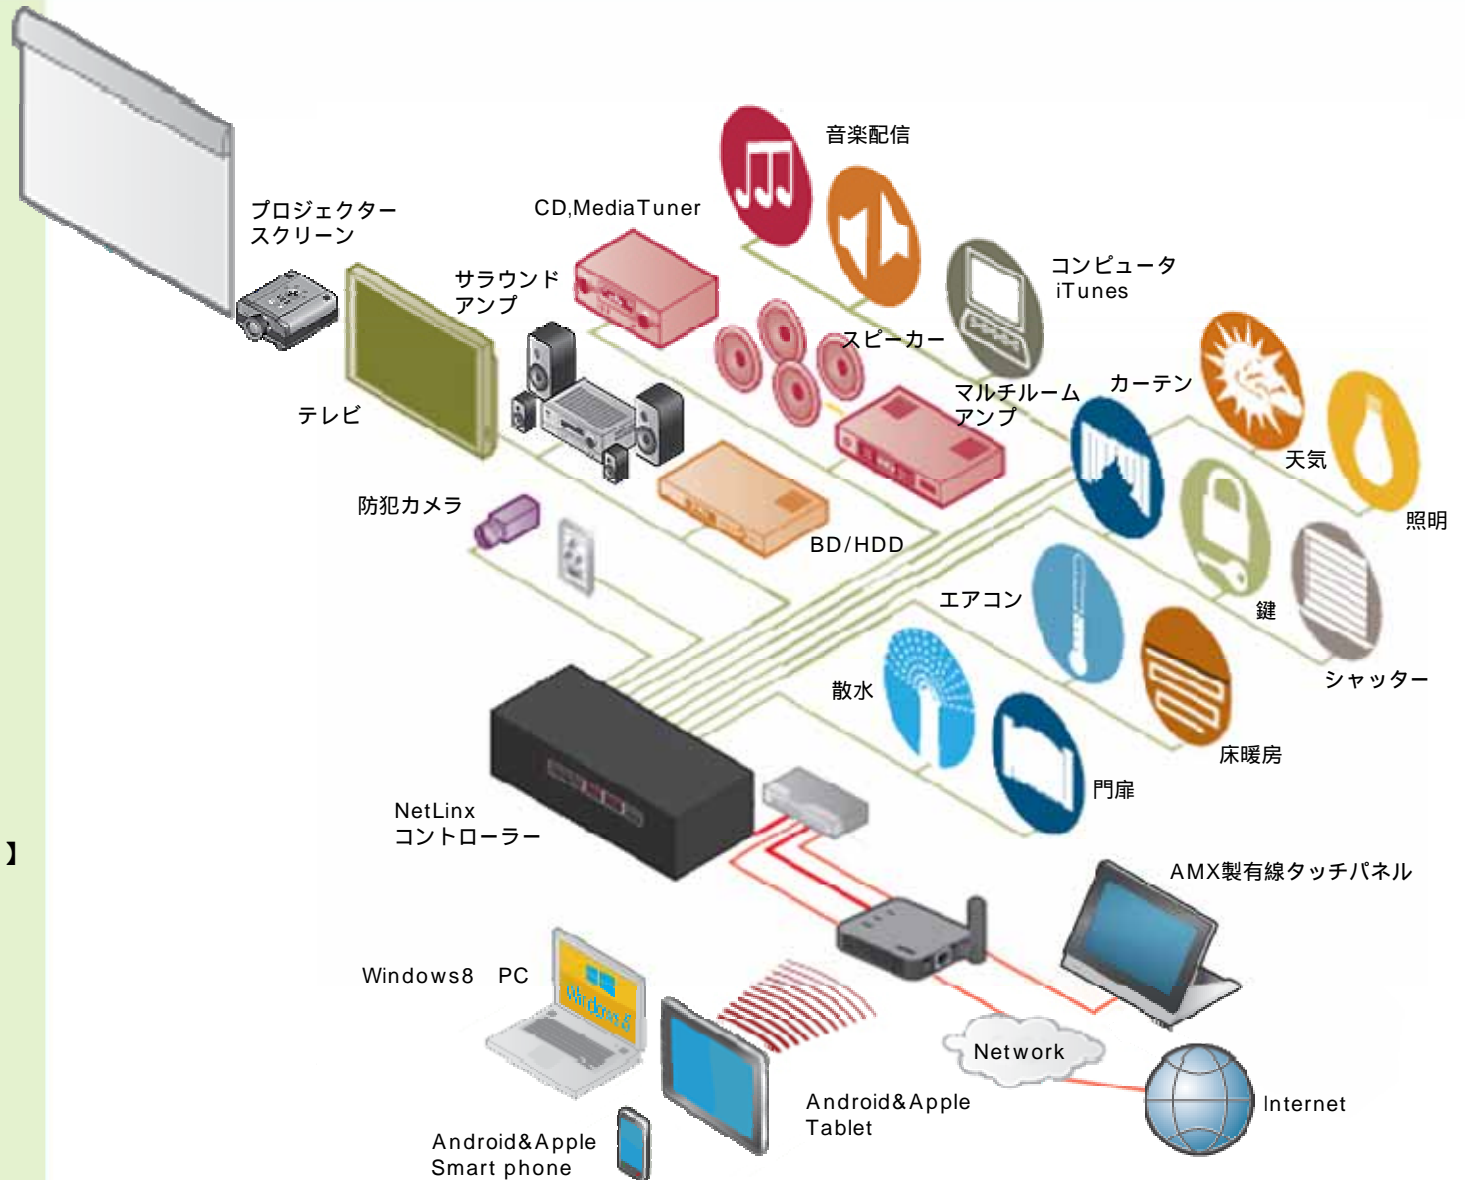 音楽配信
CD,MediaTuner
プロジェクター
スクリーン
サラウンド
アンプ
コンピュータ
iTunes
スピーカー
マルチルーム
アンプ
カーテン
テレビ
天気
防犯カメラ
照明
BD/HDD
エアコン
鍵
シャッター
散水
床暖房
門扉
NetLinx
コントローラー
】
AMX製有線タッチパネル
Windows8 PC
Windows 8
Network
Android&Apple
Tablet
Internet
Android&Apple
Smart phone